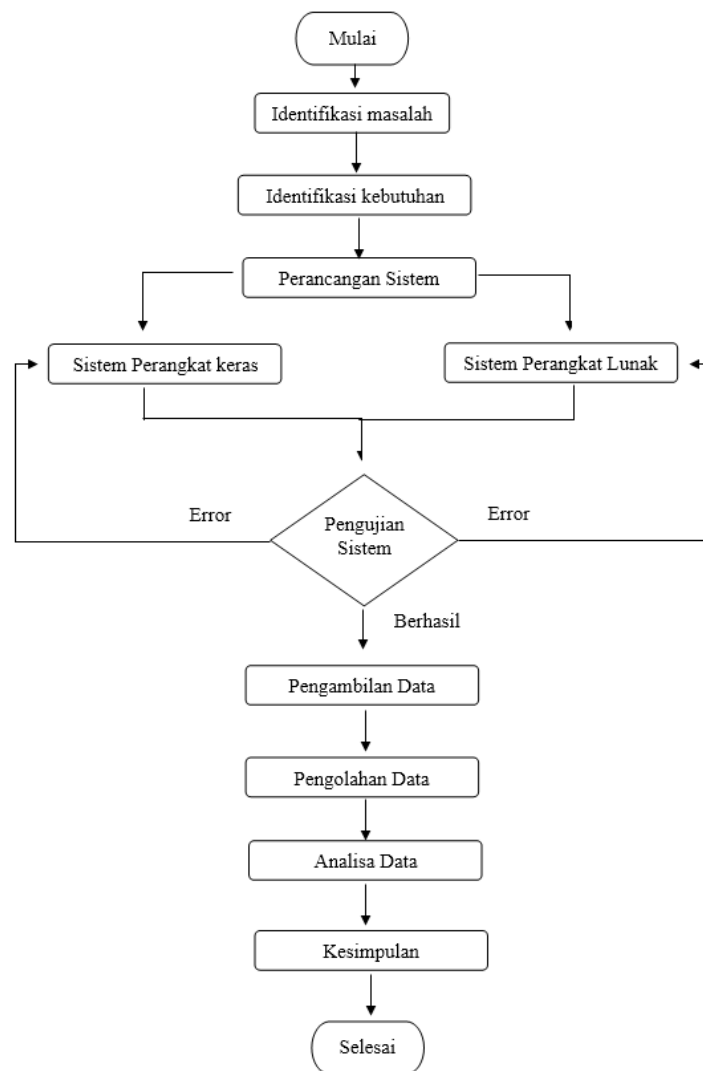 Mulai
Identifikasi masalah
Identifikasi kebutuhan
Perancangan Sistem
Sistem Perangkat keras
Sistem Perangkat Lunak
Error
Pengujian
Sistem
Error
Berhasil
Pengambilan Data
Pengolahan Data
Analisa Data
Kesimpulan
Selesai